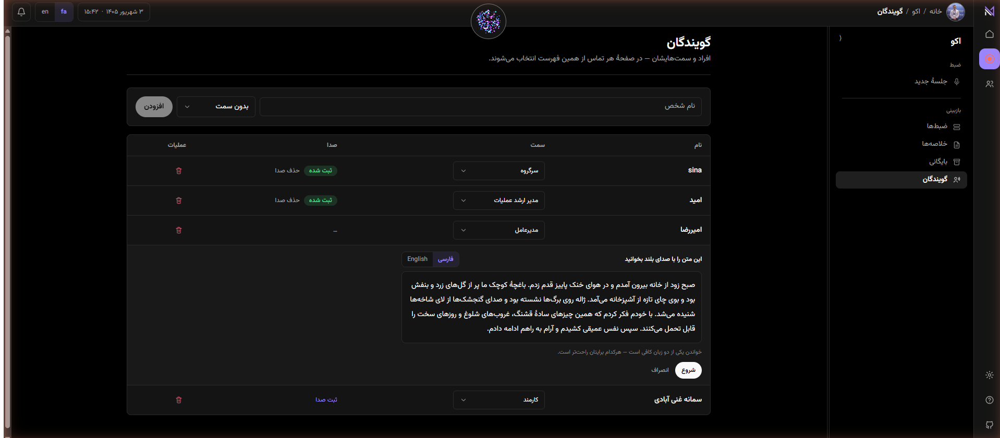 خانه / اکو / گویندگان
۳ شهریور ۱۴۰۵ · ۱۵:۴۲
fa
en
اکو
ضبط
جلسهٔ جدید
بازبینی
ضبط‌ها
خلاصه‌ها
بایگانی
گویندگان
گویندگان
افراد و سمت‌هایشان — در صفحهٔ هر تماس از همین فهرست انتخاب می‌شوند.
نام شخص
بدون سمت
افزودن
نام سمت صدا عملیات
sina سرگروه ثبت شده حذف صدا
امید مدیر ارشد عملیات ثبت شده حذف صدا
امیررضا مدیرعامل …
این متن را با صدای بلند بخوانید
فارسی English
صبح زود از خانه بیرون آمدم و در هوای خنک پاییز قدم زدم. باغچهٔ کوچک ما پر از گل‌های زرد و بنفش
بود و بوی چای تازه از آشپزخانه می‌آمد. ژاله روی برگ‌ها نشسته بود و صدای گنجشک‌ها از لای شاخه‌ها
شنیده می‌شد. با خودم فکر کردم که همین چیزهای سادهٔ قشنگ، غروب‌های شلوغ و روزهای سخت را
قابل تحمل می‌کنند. سپس نفس عمیقی کشیدم و آرام به راهم ادامه دادم.
خواندن یکی از دو زبان کافی است — هرکدام برایتان راحت‌تر است.
شروع انصراف
سمانه غنی آبادی کارمند ثبت صدا